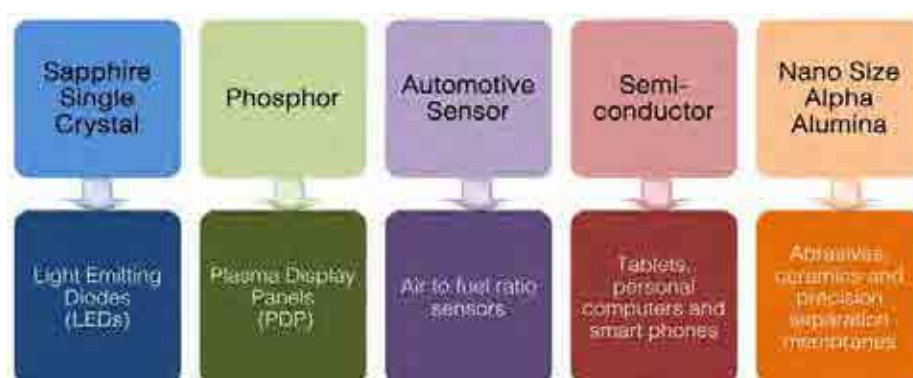 Sapphire
Single
Crystal
Phosphor
Automotive
Sensor
Semi-
conductor
Nano Size
Alpha
Alumina
Light Emitting
Diodes
(LEDs)
Plasma Display
Panels
(PDP)
Air to fuel ratio
sensors
Tablets,
personal
computers and
smart phones
Abrasives,
ceramics and
precision
separation
membranes